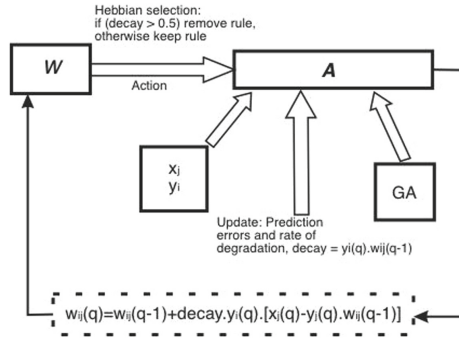 Hebbian selection:
if (decay > 0.5) remove rule,
otherwise keep rule
W
Action
A
xj
yi
GA
Update: Prediction
errors and rate of
degradation, decay = yi(q).wij(q-1)
wij(q)=wij(q-1)+decay.yi(q).[xj(q)-yj(q).wij(q-1)]